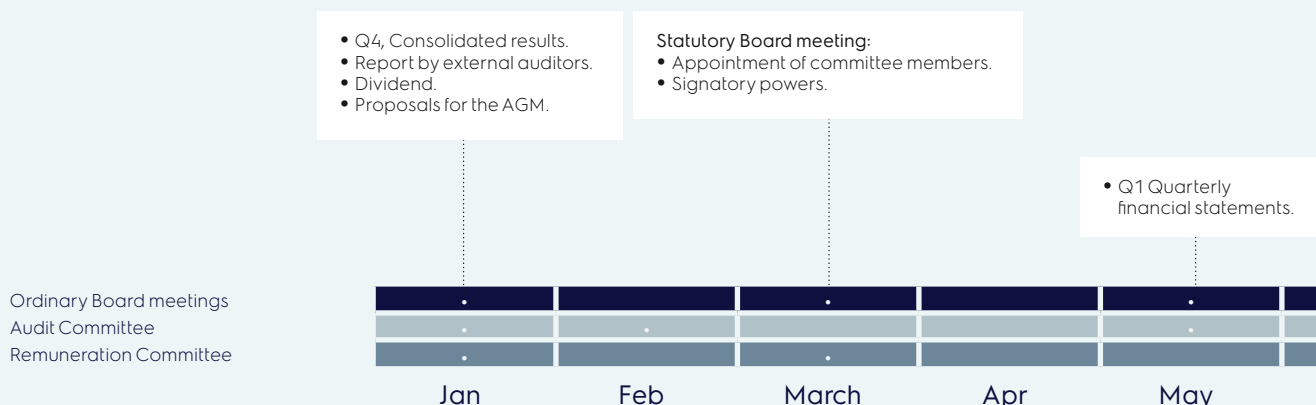 • Q4, Consolidated results.
• Report by external auditors.
• Dividend.
• Proposals for the AGM.
Statutory Board meeting:
• Appointment of committee members.
• Signatory powers.
• Q1 Quarterly
financial statements.
Ordinary Board meetings
Audit Committee
Remuneration Committee
Jan Feb March Apr May